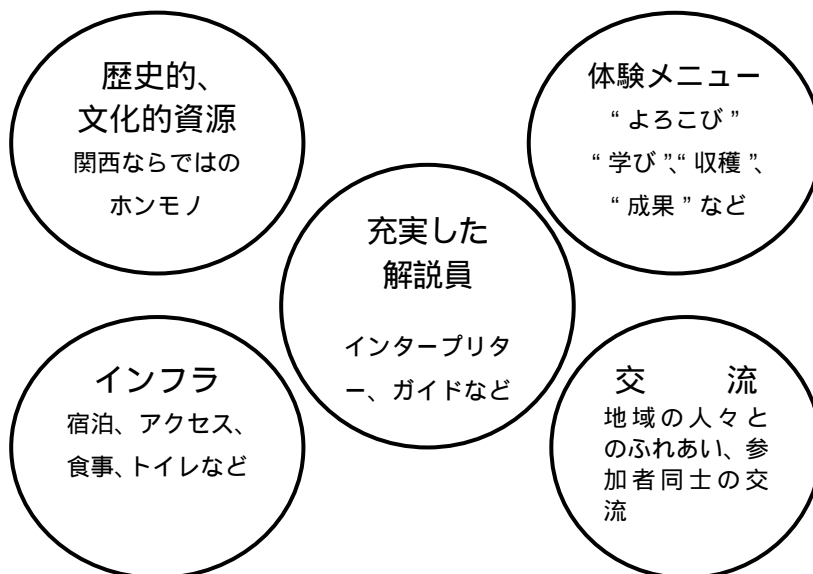 歴史的、
文化的資源
関西ならではの
ホンモノ
体験メニュー
“よろこび”
“学び”、“収穫”、
“成果”など
充実した
解説員
インタープリタ
ー、ガイドなど
インフラ
宿泊、アクセス、
食事、トイレなど
交　　流
地域の人々と
のふれあい、参
加者同士の交
流